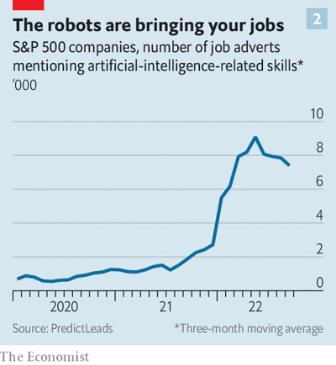 The robots are bringing your jobs
2
S&P 500 companies, number of job adverts
mentioning artificial-intelligence-related skills*
’000
10
8
6
4
2
0
2020
21
22
Source: PredictLeads
*Three-month moving average
The Economist